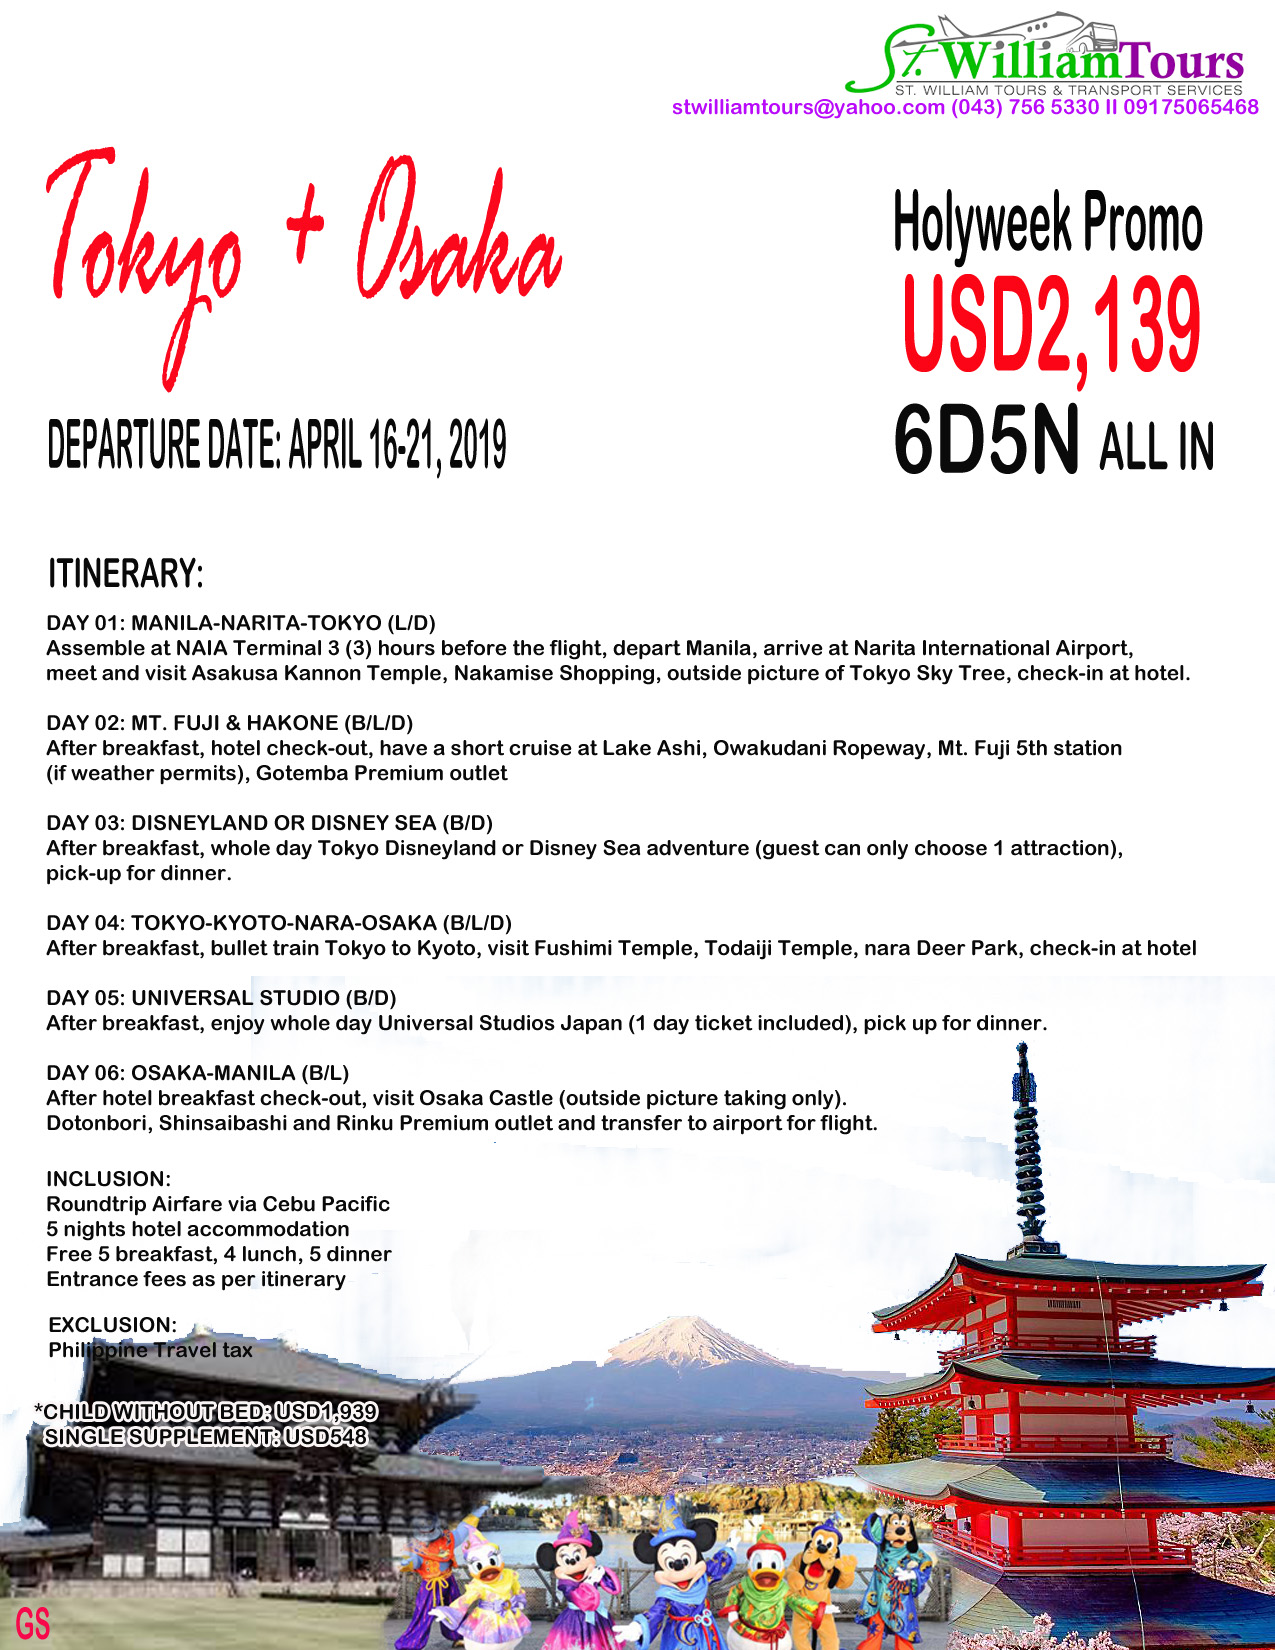 St. William Tours
ST. WILLIAM TOURS & TRANSPORT SERVICES
stwilliamtours@yahoo.com (043) 756 5330 II 09175065468
Tokyo + Osaka
Holyweek Promo
USD2,139
6D5N ALL IN
DEPARTURE DATE: APRIL 16-21, 2019
ITINERARY:
DAY 01: MANILA-NARITA-TOKYO (L/D)
Assemble at NAIA Terminal 3 (3) hours before the flight, depart Manila, arrive at Narita International Airport,
meet and visit Asakusa Kannon Temple, Nakamise Shopping, outside picture of Tokyo Sky Tree, check-in at hotel.
DAY 02: MT. FUJI & HAKONE (B/L/D)
After breakfast, hotel check-out, have a short cruise at Lake Ashi, Owakudani Ropeway, Mt. Fuji 5th station
(if weather permits), Gotemba Premium outlet
DAY 03: DISNEYLAND OR DISNEY SEA (B/D)
After breakfast, whole day Tokyo Disneyland or Disney Sea adventure (guest can only choose 1 attraction),
pick-up for dinner.
DAY 04: TOKYO-KYOTO-NARA-OSAKA (B/L/D)
After breakfast, bullet train Tokyo to Kyoto, visit Fushimi Temple, Todaiji Temple, nara Deer Park, check-in at hotel
DAY 05: UNIVERSAL STUDIO (B/D)
After breakfast, enjoy whole day Universal Studios Japan (1 day ticket included), pick up for dinner.
DAY 06: OSAKA-MANILA (B/L)
After hotel breakfast check-out, visit Osaka Castle (outside picture taking only).
Dotonbori, Shinsaibashi and Rinku Premium outlet and transfer to airport for flight.
INCLUSION:
Roundtrip Airfare via Cebu Pacific
5 nights hotel accommodation
Free 5 breakfast, 4 lunch, 5 dinner
Entrance fees as per itinerary
EXCLUSION:
Philippine Travel tax
*CHILD WITHOUT BED: USD1,939
SINGLE SUPPLEMENT: USD548
GS